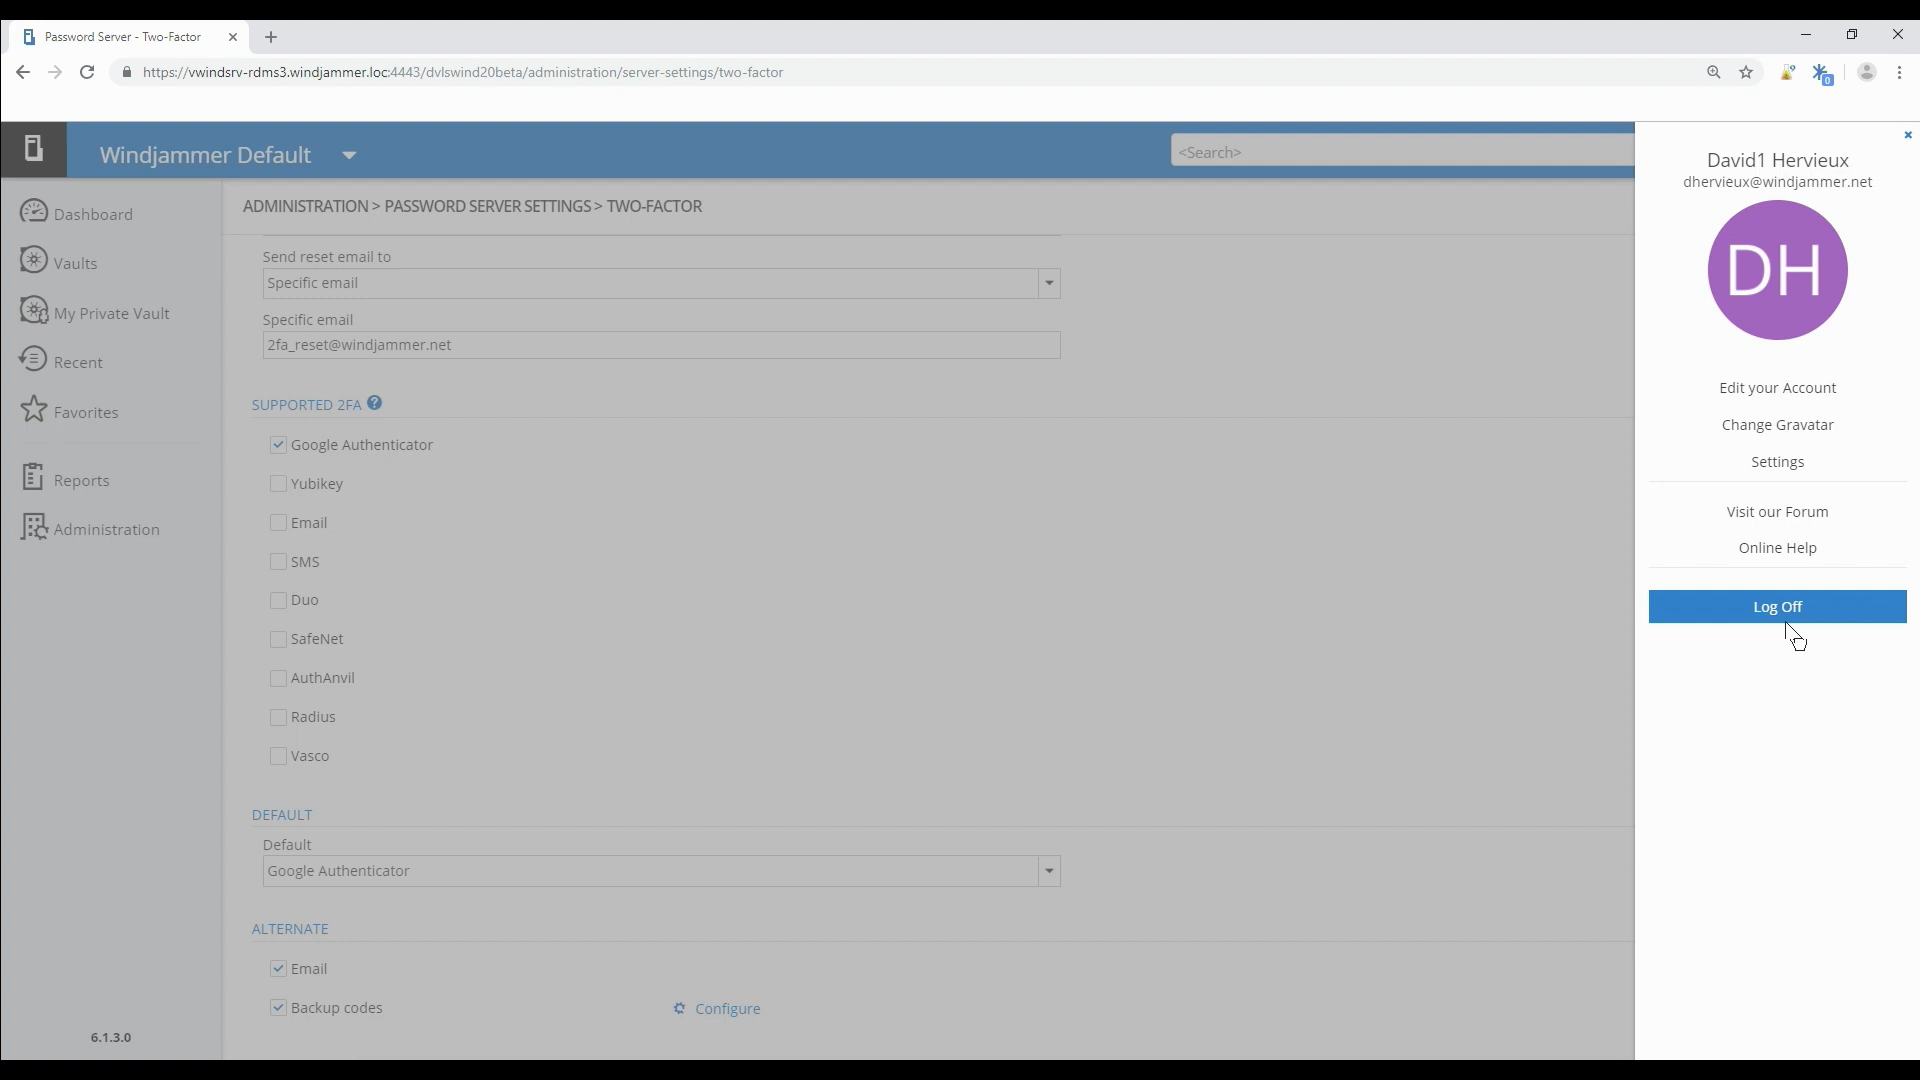 Password Server - Two-Factor
https://vwindsrv-rdms3.windjammer.loc:4443/dvlswind20beta/administration/server-settings/two-factor
0
Windjammer Default
<Search>
Dashboard
Vaults
My Private Vault
Recent
Favorites
Reports
Administration
6.1.3.0
ADMINISTRATION > PASSWORD SERVER SETTINGS > TWO-FACTOR
Send reset email to
Specific email
Specific email
2fa_reset@windjammer.net
SUPPORTED 2FA ?
Google Authenticator
Yubikey
Email
SMS
Duo
SafeNet
AuthAnvil
Radius
Vasco
DEFAULT
Default
Google Authenticator
ALTERNATE
Email
Backup codes
Configure
David1 Hervieux
dhervieux@windjammer.net
DH
Edit your Account
Change Gravatar
Settings
Visit our Forum
Online Help
Log Off